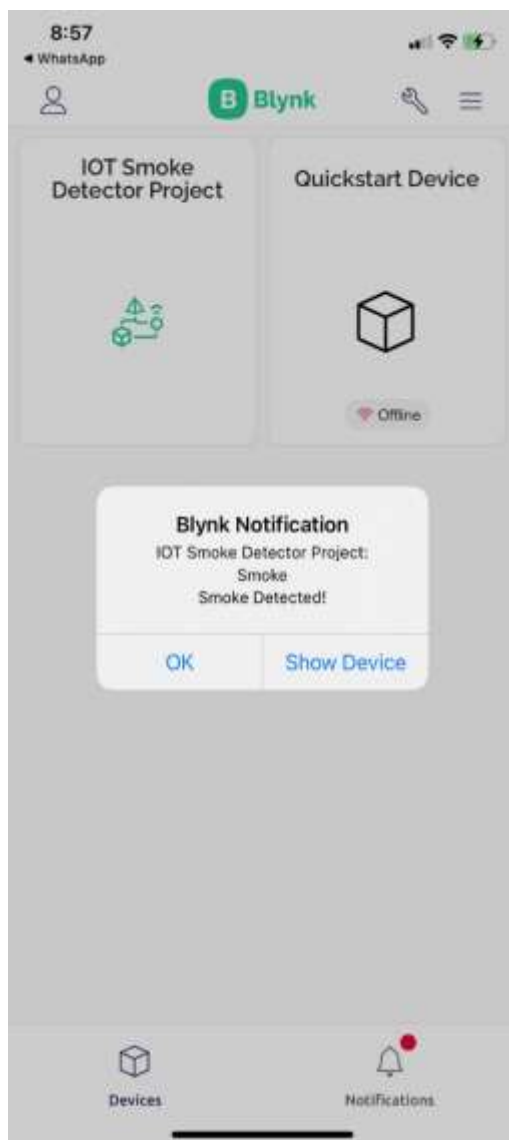 8:57
◀ WhatsApp
B Blynk
IOT Smoke
Detector Project
Quickstart Device
Offline
Blynk Notification
IOT Smoke Detector Project:
Smoke
Smoke Detected!
OK
Show Device
Devices
Notifications